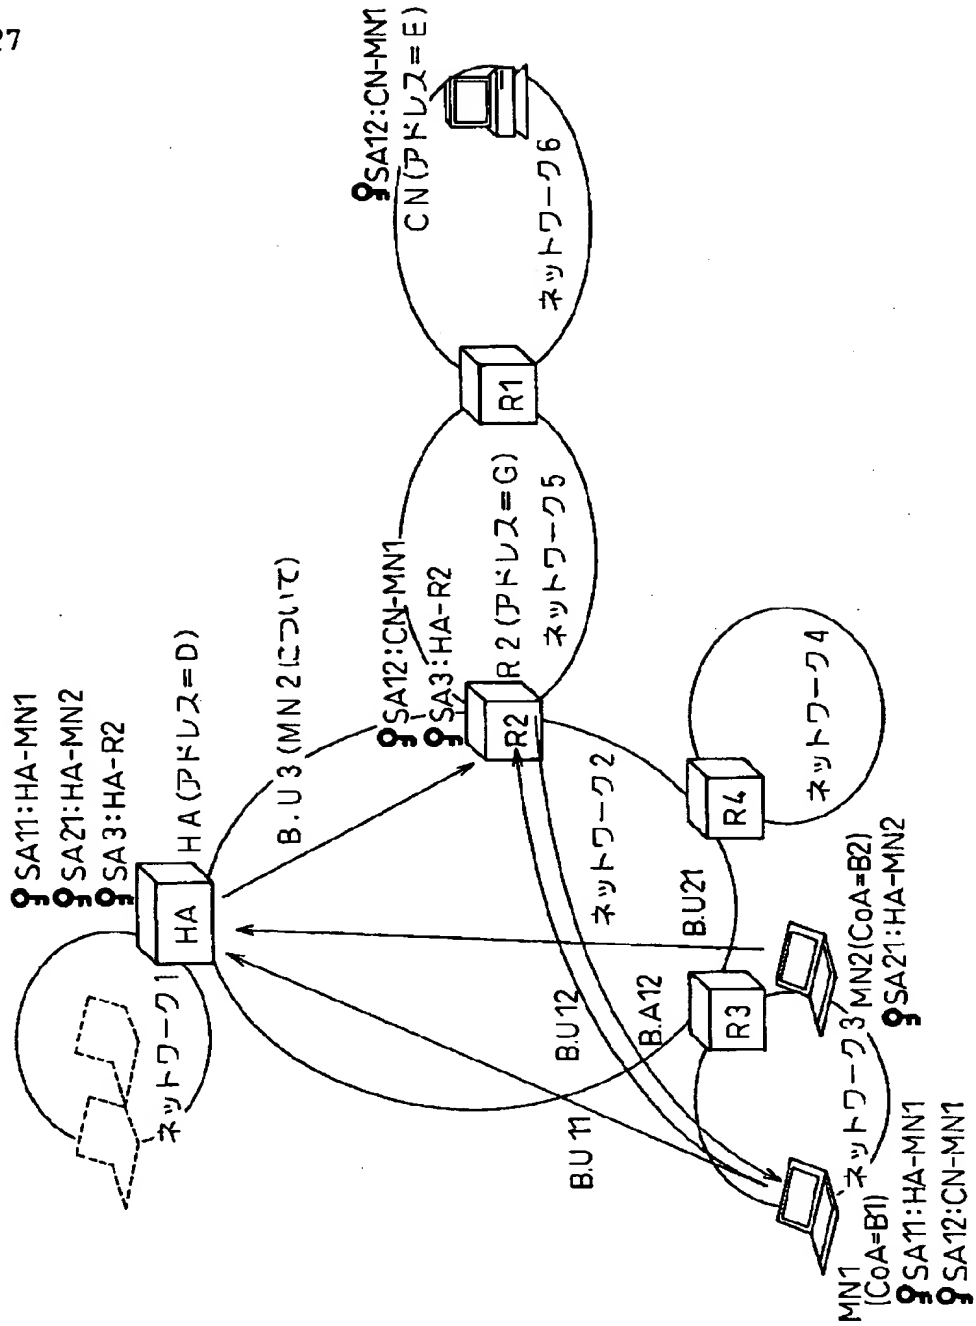 27
SA11:HA-MN1
SA21:HA-MN2
SA3:HA-R2
HA(アドレス=D)
HA
ネットワーク1
B.U3(MN2について)
SA12:CN-MN1
SA3:HA-R2
R2(アドレス=G)
R2
ネットワーク5
R1
SA12:CN-MN1
CN(アドレス=E)
ネットワーク6
ネットワーク2
R4
ネットワーク4
B.U11
B.U12
B.A12
B.U21
R3
ネットワーク3
MN2(CoA=B2)
SA21:HA-MN2
MN1
(CoA=B1)
SA11:HA-MN1
SA12:CN-MN1